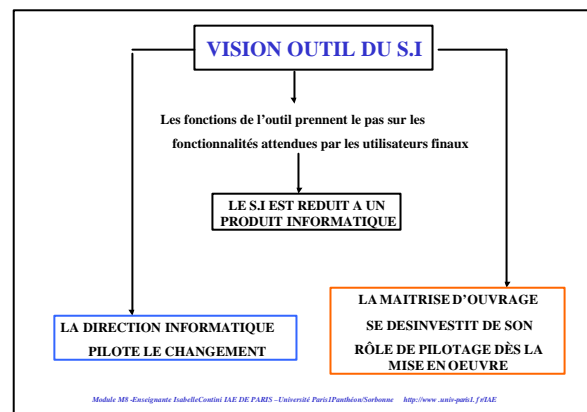 VISION OUTIL DU S.I
Les fonctions de l'outil prennent le pas sur les
fonctionnalités attendues par les utilisateurs finaux
LE S.I EST REDUIT A UN
PRODUIT INFORMATIQUE
LA DIRECTION INFORMATIQUE
PILOTE LE CHANGEMENT
LA MAITRISE D'OUVRAGE
SE DESINVESTIT DE SON
RÔLE DE PILOTAGE DÈS LA
MISE EN OEUVRE
Module M8 -Enseignante IsabelleContini IAE DE PARIS –Université Paris1Panthéon/Sorbonne http://www .univ-paris1. f r/IAE